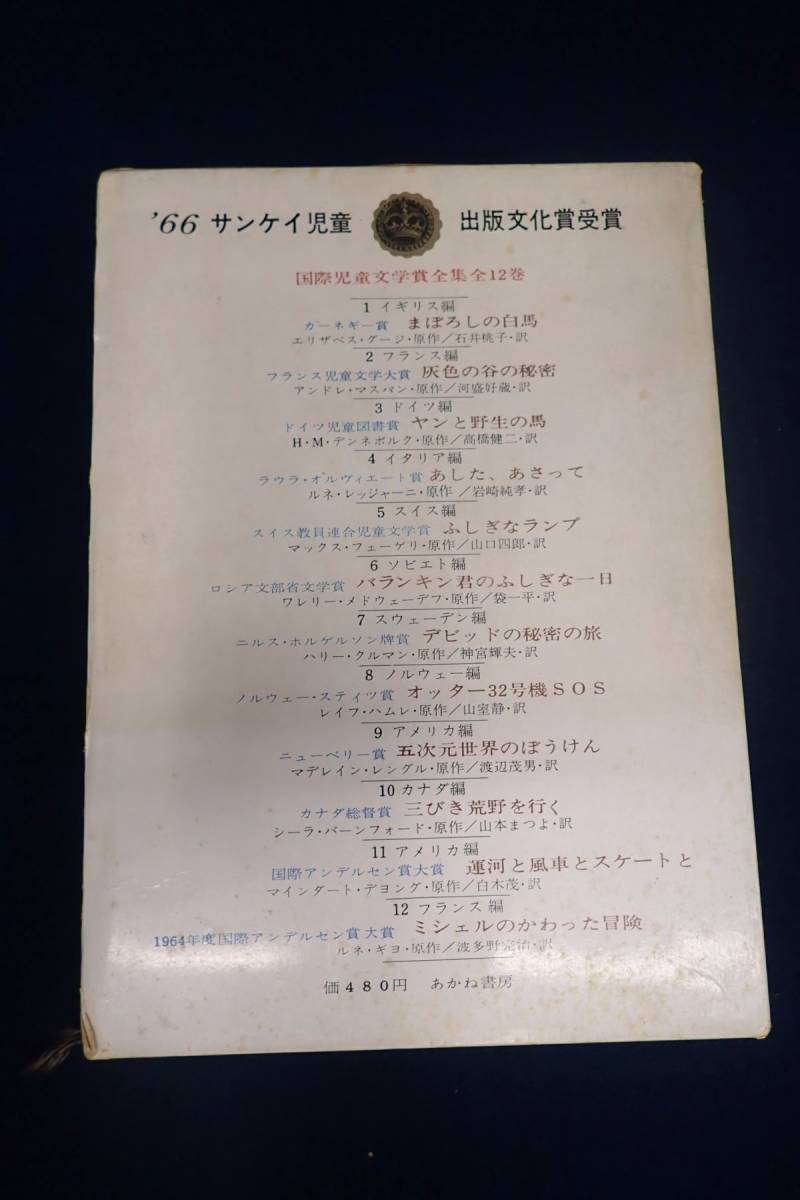 '66 サンケイ児童 出版文化賞受賞
国際児童文学賞全集全12巻
1 イギリス編
カーネギー賞 まぼろしの白馬
エリザベス・グージ・原作/石井桃子・訳
2 フランス編
フランス児童文学大賞 灰色の谷の秘密
アンドレ・マスパン・原作/河盛好蔵・訳
3 ドイツ編
ドイツ児童図書賞 ヤンと野生の馬
H・M・デンネボルク・原作/高橋健二・訳
4 イタリア編
ラウラ・オルヴィエート賞 あした、あさって
ルネ・レッジャーニ・原作/岩崎純孝・訳
5 スイス編
スイス教員連合児童文学賞 ふしぎなランプ
マックス・フェーゲリ・原作/山口四郎・訳
6 ソビエト編
ロシア文部省文学賞 バランキン君のふしぎな一日
ワレリー・メドウェーデフ・原作/袋一平・訳
7 スウェーデン編
ニルス・ホルゲルソン牌賞 デビッドの秘密の旅
ハリー・クルマン・原作/神宮輝夫・訳
8 ノルウェー編
ノルウェー・スティツ賞 オッター32号機SOS
レイフ・ハムレ・原作/山室静・訳
9 アメリカ編
ニューベリー賞 五次元世界のぼうけん
マデレイン・レングル・原作/渡辺茂男・訳
10 カナダ編
カナダ総督賞 三びき荒野を行く
シーラ・バーンフォード・原作/山本まつよ・訳
11 アメリカ編
国際アンデルセン賞大賞 運河と風車とスケートと
マインダート・デヨング・原作/白木茂・訳
12 フランス編
1964年度国際アンデルセン賞大賞 ミシェルのかわった冒険
ルネ・ギヨ・原作/波多野完治・訳
価480円 あかね書房